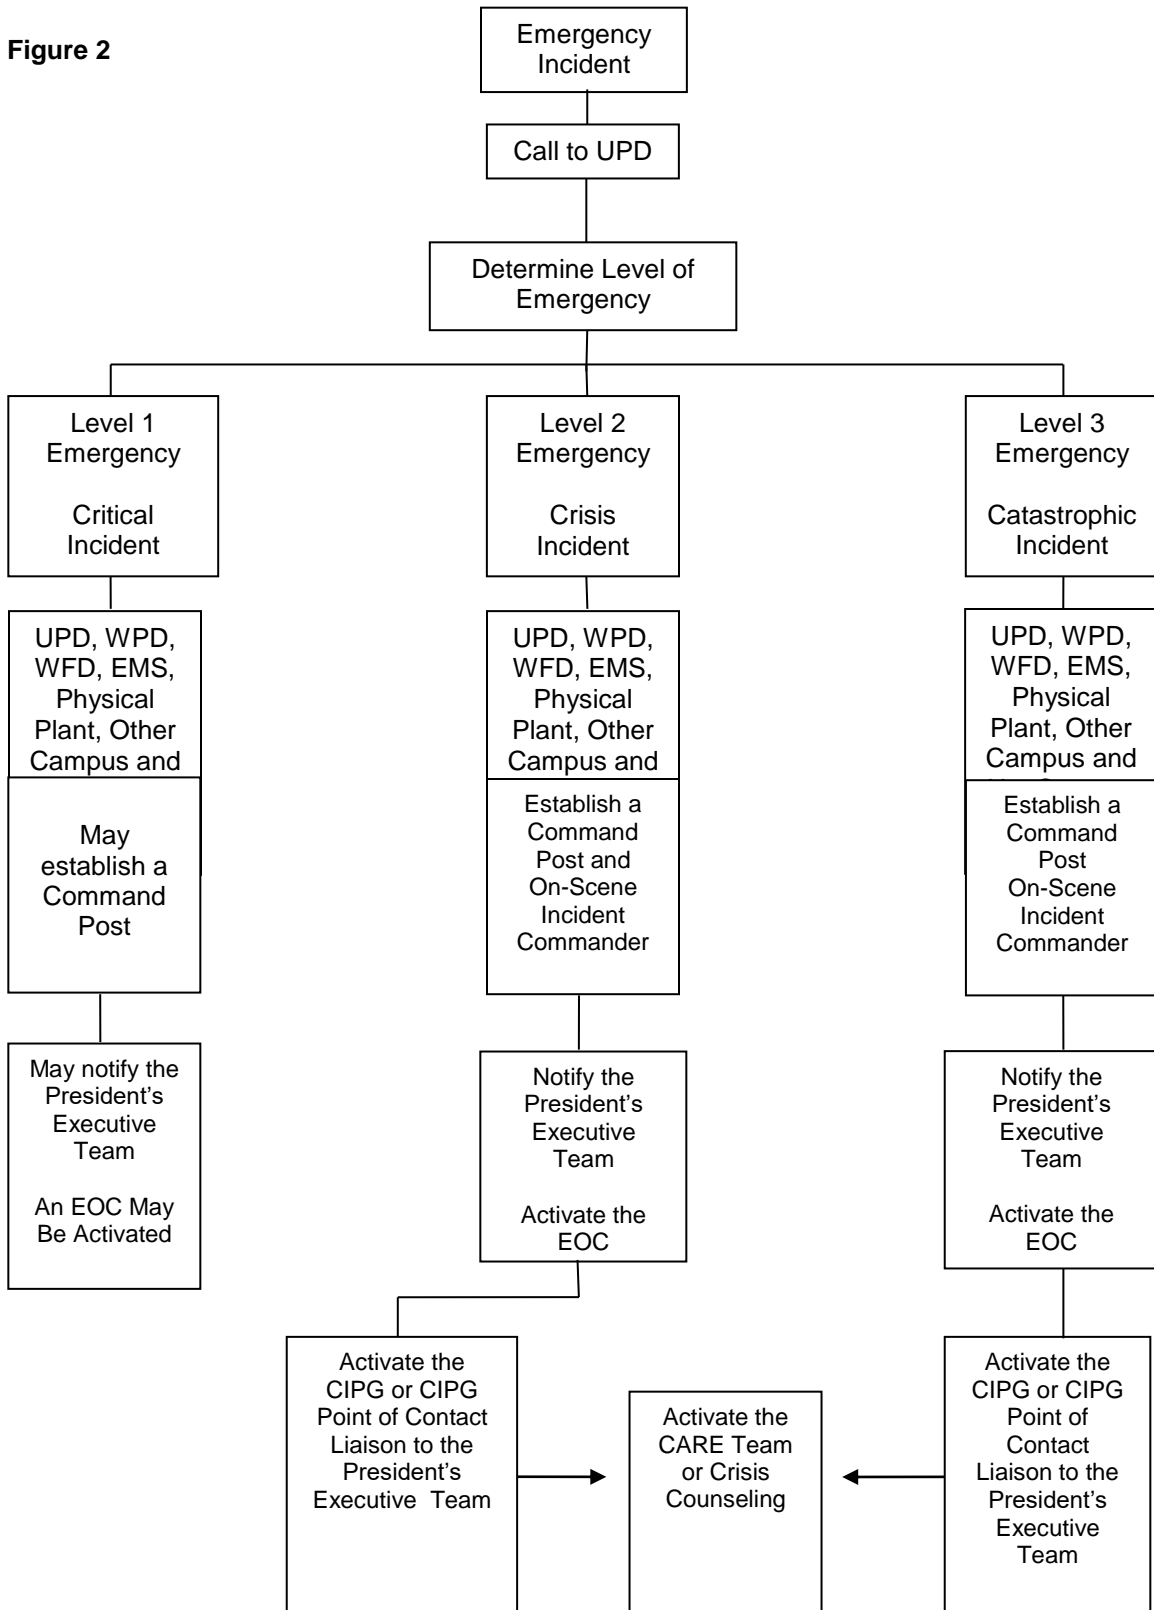 Figure 2
Emergency
Incident
Call to UPD
Determine Level of
Emergency
Level 1
Emergency
Critical
Incident
Level 2
Emergency
Crisis
Incident
Level 3
Emergency
Catastrophic
Incident
UPD, WPD,
WFD, EMS,
Physical
Plant, Other
Campus and
UPD, WPD,
WFD, EMS,
Physical
Plant, Other
Campus and
UPD, WPD,
WFD, EMS,
Physical
Plant, Other
Campus and
May
establish a
Command
Post
Establish a
Command
Post and
On-Scene
Incident
Commander
Establish a
Command
Post
On-Scene
Incident
Commander
May notify the
President's
Executive
Team
An EOC May
Be Activated
Notify the
President's
Executive
Team
Activate the
EOC
Notify the
President's
Executive
Team
Activate the
EOC
Activate the
CIPG or CIPG
Point of Contact
Liaison to the
President's
Executive  Team
Activate the
CARE Team
or Crisis
Counseling
Activate the
CIPG or CIPG
Point of
Contact
Liaison to the
President's
Executive
Team